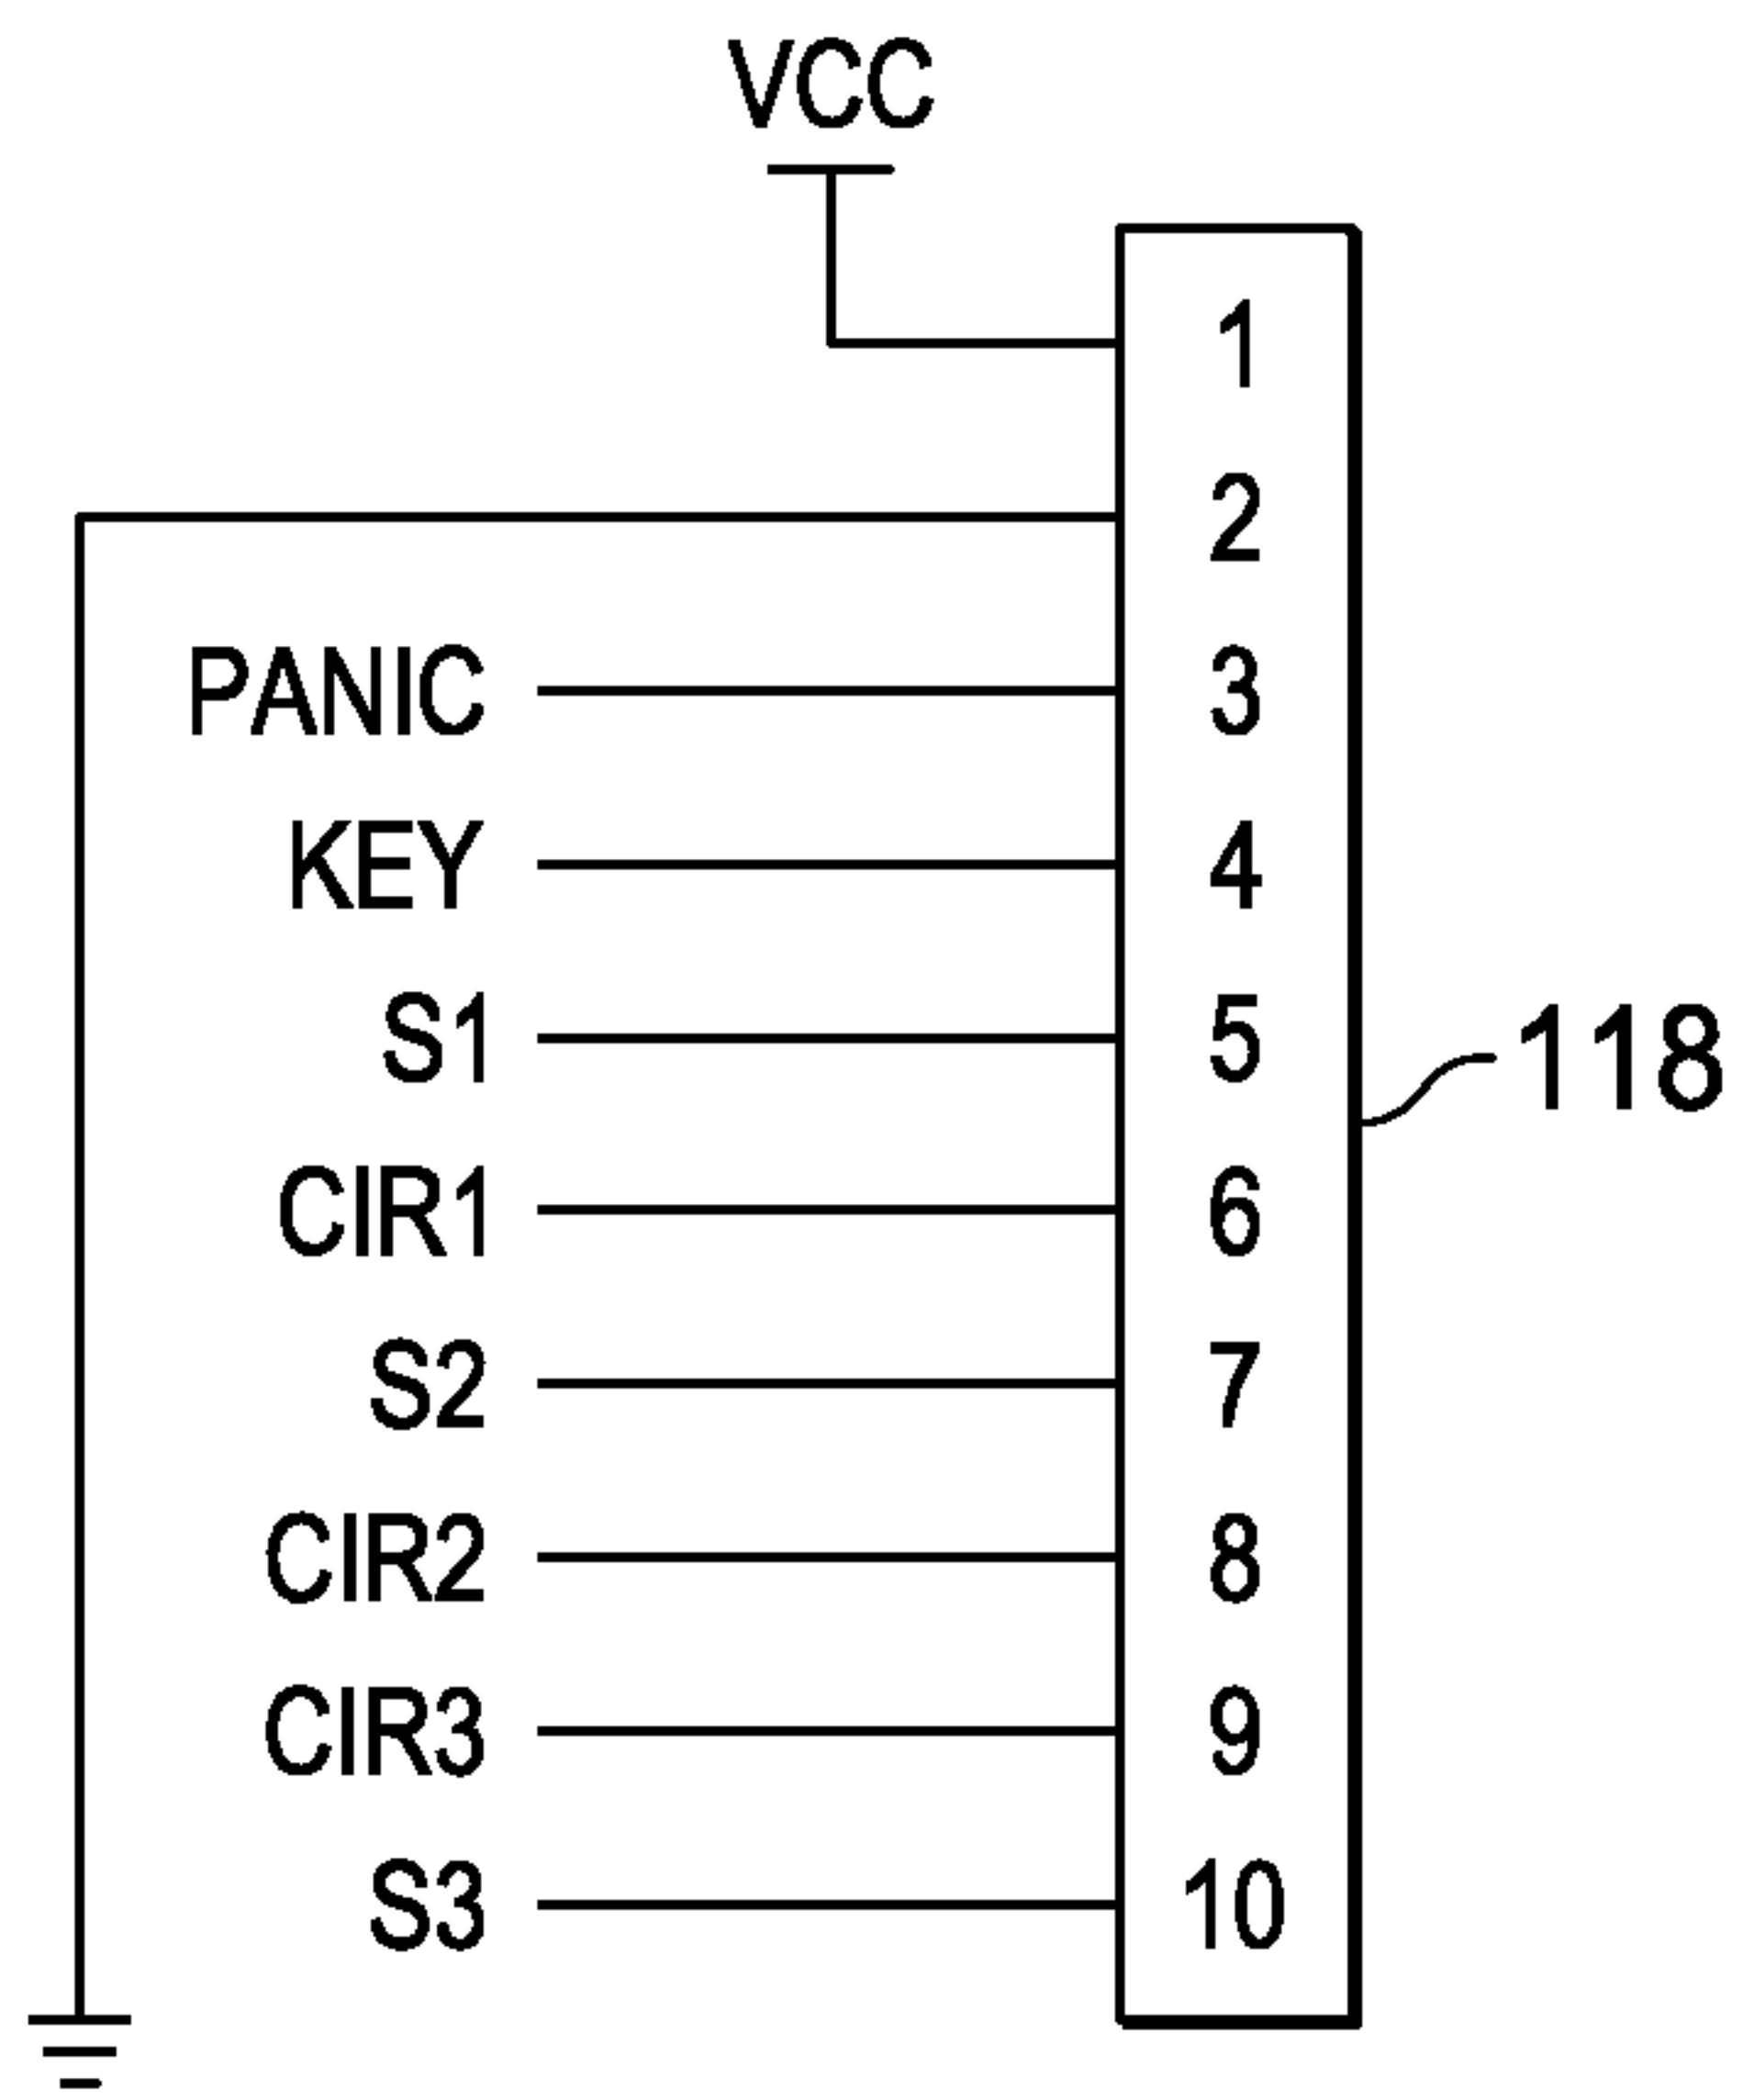 VCC
1
2
PANIC 3
KEY 4
S1 5
118
CIR1 6
S2 7
CIR2 8
CIR3 9
S3 10